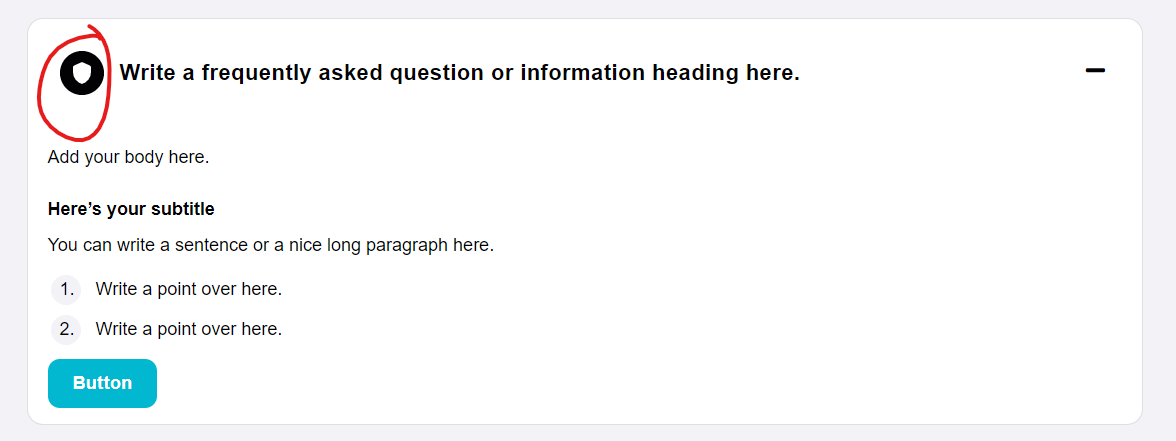 Write a frequently asked question or information heading here.
Add your body here.
Here’s your subtitle
You can write a sentence or a nice long paragraph here.
1. Write a point over here.
2. Write a point over here.
Button